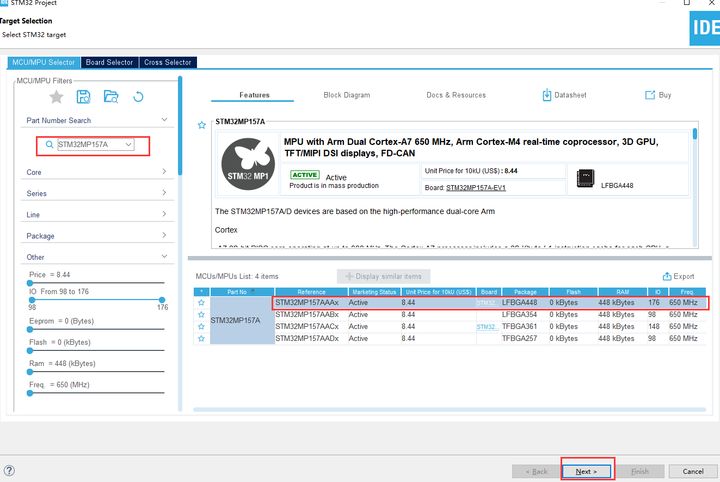 IDE STM32 Project
Target Selection
Select STM32 target
IDE
MCU/MPU Selector Board Selector Cross Selector
MCU/MPU Filters
Part Number Search
STM32MP157A
Core
Series
Line
Package
Other
Price = 8.44
IO From 98 to 176
98 176
Eeprom = 0 (Bytes)
Flash = 0 (kBytes)
Ram = 448 (kBytes)
Freq. = 650 (MHz)
Features Block Diagram Docs & Resources Datasheet Buy
STM32MP157A
STM32 MP1
MPU with Arm Dual Cortex-A7 650 MHz, Arm Cortex-M4 real-time coprocessor, 3D GPU,
TFT/MIPI DSI displays, FD-CAN
ACTIVE Active
Product is in mass production
Unit Price for 10kU (US$) : 8.44
Board: STM32MP157A-EV1
LFBGA448
The STM32MP157A/D devices are based on the high-performance dual-core Arm
Cortex
MCUs/MPUs List: 4 items
Display similar items
Export
* Part No Reference Marketing Status Unit Price for 10kU (US$) Board Package Flash RAM IO Freq.
STM32MP157A
STM32MP157AAAx Active 8.44 STM32... LFBGA448 0 kBytes 448 kBytes 176 650 MHz
STM32MP157AABx Active 8.44 LFBGA354 0 kBytes 448 kBytes 98 650 MHz
STM32MP157AACx Active 8.44 STM32... TFBGA361 0 kBytes 448 kBytes 148 650 MHz
STM32MP157AADx Active 8.44 TFBGA257 0 kBytes 448 kBytes 98 650 MHz
?
< Back Next > Finish Cancel